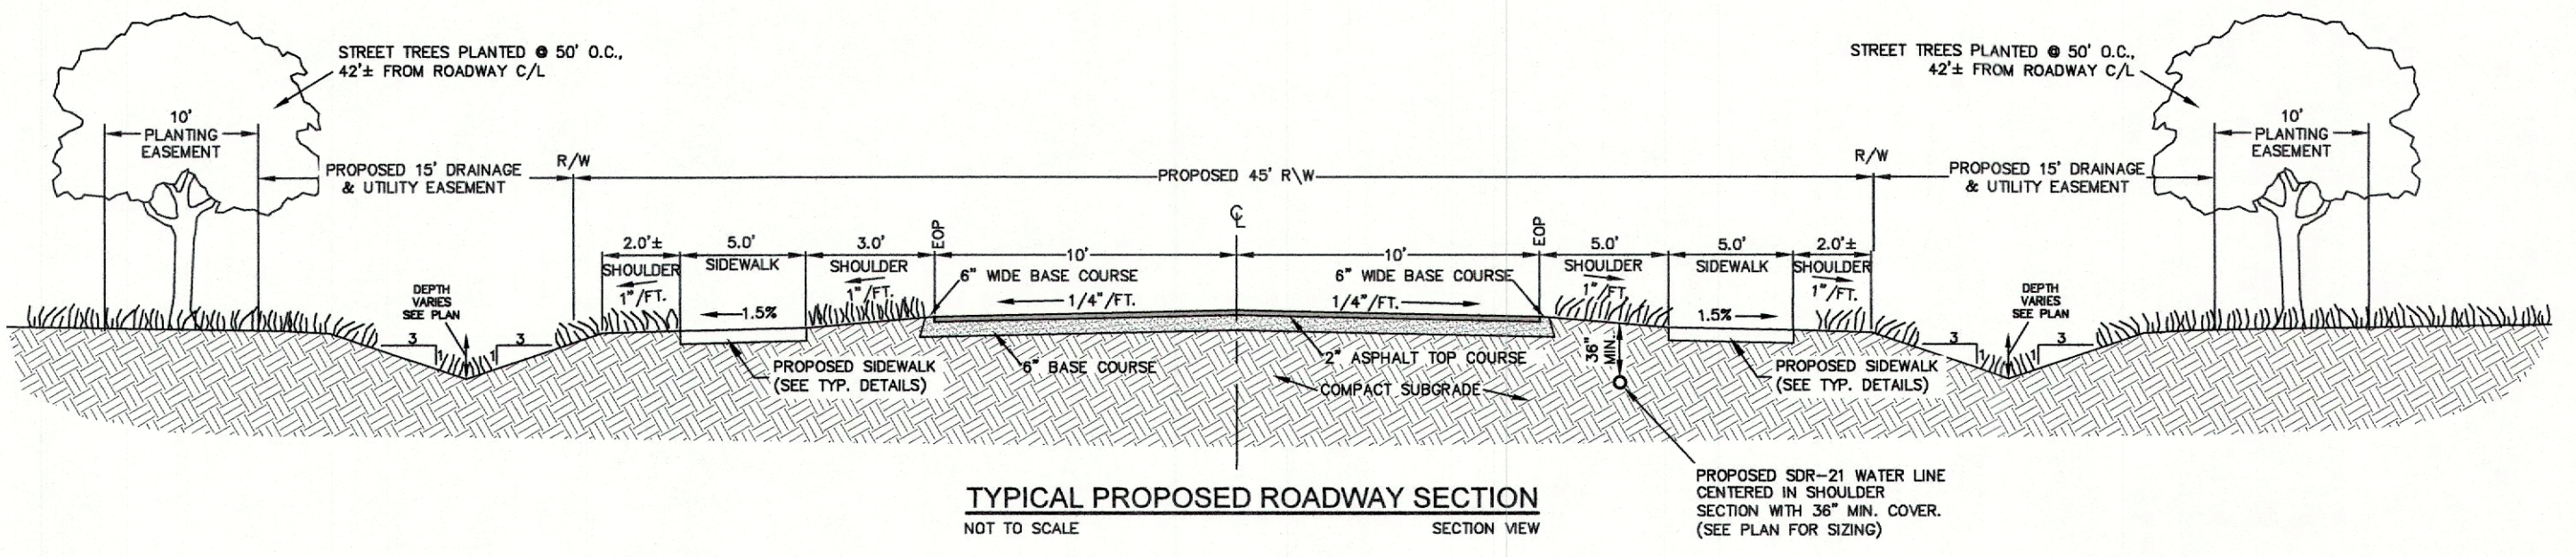 STREET TREES PLANTED @ 50' O.C.,
42'± FROM ROADWAY C/L
10'
PLANTING
EASEMENT
PROPOSED 15' DRAINAGE
& UTILITY EASEMENT
R/W
PROPOSED 45' R\W
R/W
PROPOSED 15' DRAINAGE
& UTILITY EASEMENT
STREET TREES PLANTED @ 50' O.C.,
42'± FROM ROADWAY C/L
10'
PLANTING
EASEMENT
2.0'±
SHOULDER
1"/FT.
5.0'
SIDEWALK
1.5%
3.0'
SHOULDER
1"/FT.
EOP
10'
℄
10'
EOP
6" WIDE BASE COURSE
6" WIDE BASE COURSE
1/4"/FT.
1/4"/FT.
5.0'
SHOULDER
1"/FT.
5.0'
SIDEWALK
1.5%
2.0'±
SHOULDER
1"/FT.
DEPTH
VARIES
SEE PLAN
3
1
1
3
DEPTH
VARIES
SEE PLAN
3
1
1
3
PROPOSED SIDEWALK
(SEE TYP. DETAILS)
6" BASE COURSE
2" ASPHALT TOP COURSE
COMPACT SUBGRADE
36"
MIN.
PROPOSED SIDEWALK
(SEE TYP. DETAILS)
PROPOSED SDR-21 WATER LINE
CENTERED IN SHOULDER
SECTION WITH 36" MIN. COVER.
(SEE PLAN FOR SIZING)
TYPICAL PROPOSED ROADWAY SECTION
NOT TO SCALE
SECTION VIEW